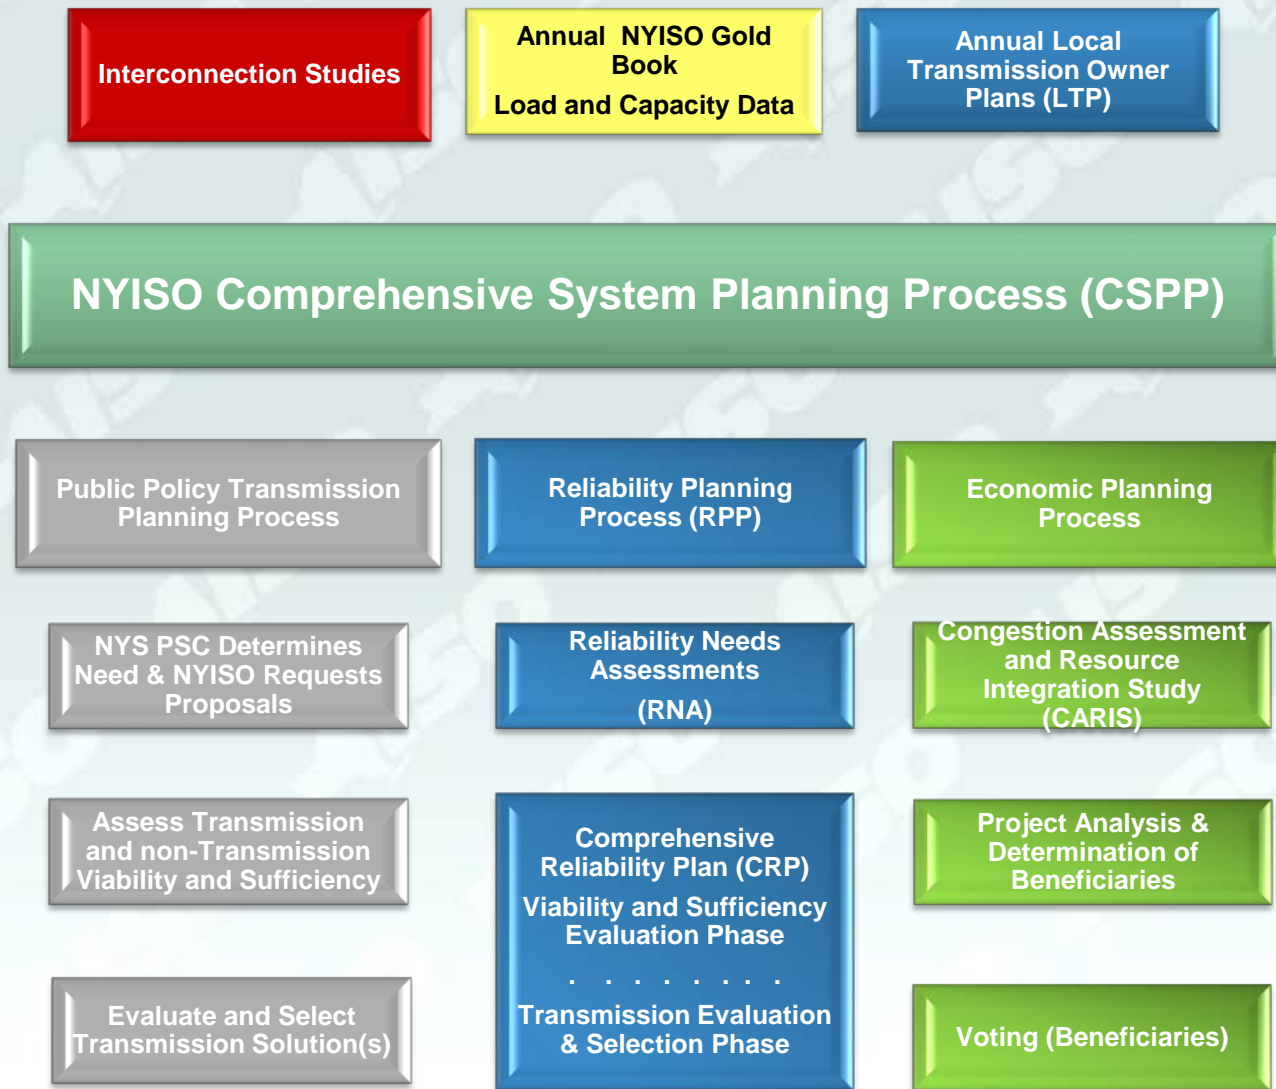 Interconnection Studies
Annual NYISO Gold
Book
Load and Capacity Data
Annual Local
Transmission Owner
Plans (LTP)
NYISO Comprehensive System Planning Process (CSPP)
Public Policy Transmission
Planning Process
Reliability Planning
Process (RPP)
Economic Planning
Process
NYS PSC Determines
Need & NYISO Requests
Proposals
Reliability Needs
Assessments
(RNA)
Congestion Assessment
and Resource
Integration Study
(CARIS)
Assess Transmission
and non-Transmission
Viability and Sufficiency
Comprehensive
Reliability Plan (CRP)
Viability and Sufficiency
Evaluation Phase
. . . . . . . .
Transmission Evaluation
& Selection Phase
Project Analysis &
Determination of
Beneficiaries
Evaluate and Select
Transmission Solution(s)
Voting (Beneficiaries)